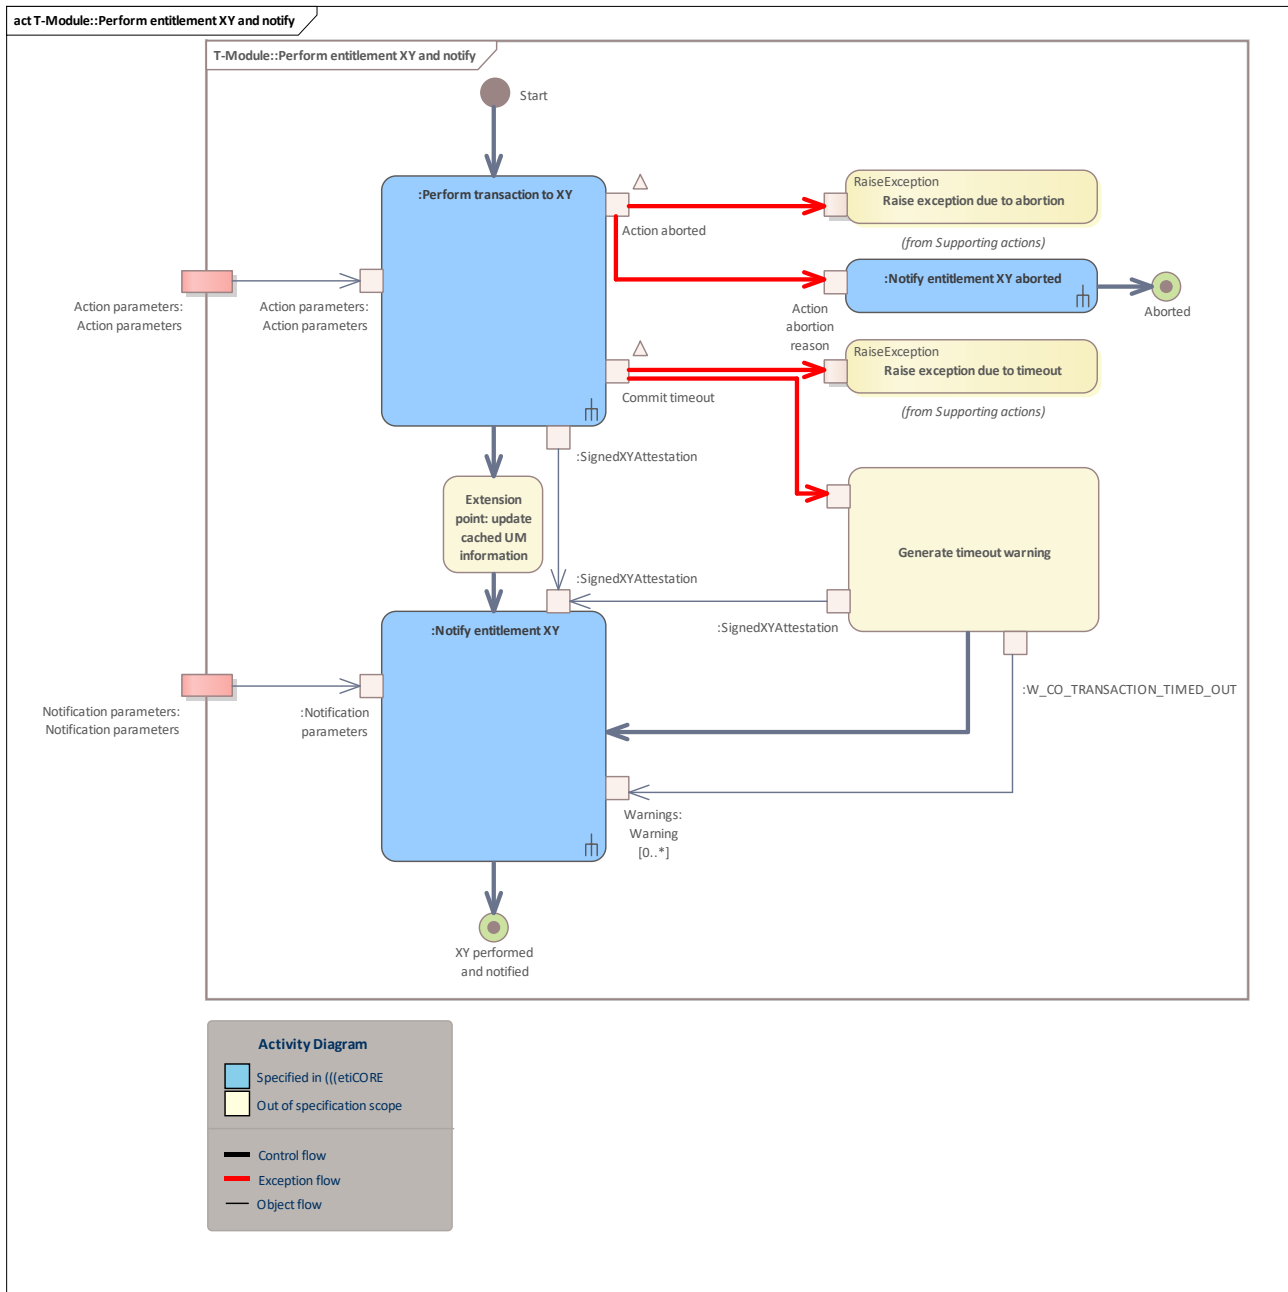 act T-Module::Perform entitlement XY and notify
T-Module::Perform entitlement XY and notify
Start
:Perform transaction to XY
RaiseException
Raise exception due to abortion
Action aborted
(from Supporting actions)
:Notify entitlement XY aborted
Action parameters:
Action parameters
Action parameters:
Action parameters
Action
abortion
reason
Aborted
RaiseException
Raise exception due to timeout
Commit timeout
(from Supporting actions)
:SignedXYAttestation
Extension
point: update
cached UM
information
Generate timeout warning
:SignedXYAttestation
:SignedXYAttestation
:Notify entitlement XY
:W_CO_TRANSACTION_TIMED_OUT
Notification parameters:
Notification parameters
:Notification
parameters
Warnings:
Warning
[0..*]
XY performed
and notified
Activity Diagram
Specified in (((etiCORE
Out of specification scope
Control flow
Exception flow
Object flow